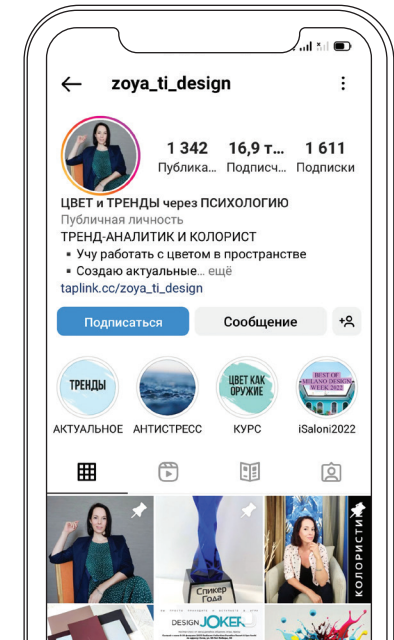 zoya_ti_design
1 342 16,9 т... 1 611
Публика... Подписч... Подписки
ЦВЕТ и ТРЕНДЫ через ПСИХОЛОГИЮ
Публичная личность
ТРЕНД-АНАЛИТИК И КОЛОРИСТ
▪ Учу работать с цветом в пространстве
▪ Создаю актуальные... ещё
taplink.cc/zoya_ti_design
Подписаться Сообщение
ТРЕНДЫ
ЦВЕТ КАК
ОРУЖИЕ
BEST OF
MILANO DESIGN
WEEK 2022
АКТУАЛЬНОЕ АНТИСТРЕСС КУРС iSaloni2022
КОЛОРИСТИ
Спикер
Года
DESIGN JOKER